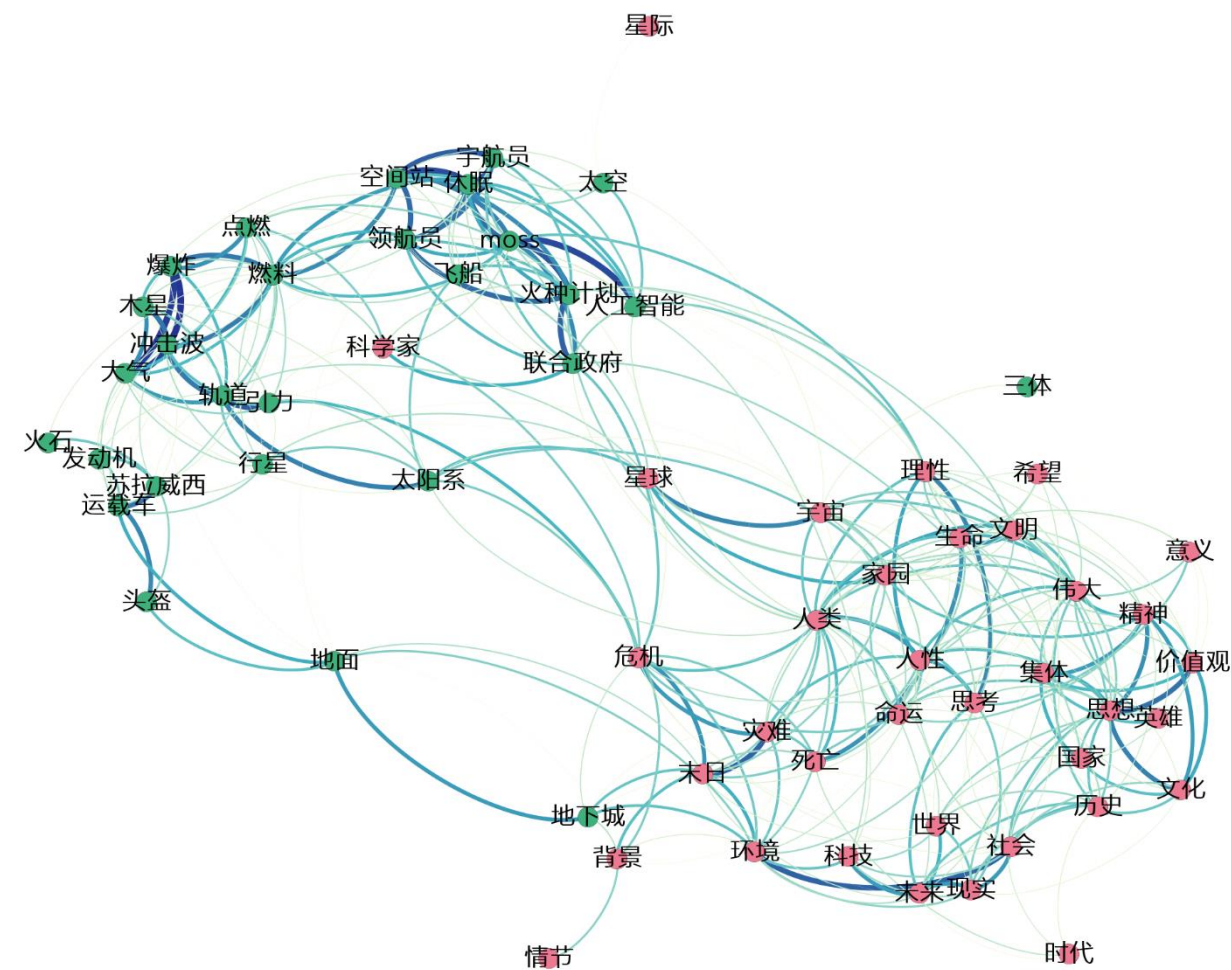 星际
宇航员
空间站
休眠
太空
点燃
领航员
moss
爆炸
燃料
飞船
木星
火种计划
人工智能
冲击波
科学家
联合政府
大气
轨道
引力
三体
火石
发动机
行星
苏拉威西
运载车
太阳系
星球
理性
希望
宇宙
生命
文明
意义
家园
伟大
头盔
人类
精神
地面
危机
人性
集体
价值观
命运
思考
思想
英雄
灾难
末日
死亡
国家
文化
历史
地下城
世界
背景
环境
科技
社会
未来
现实
情节
时代